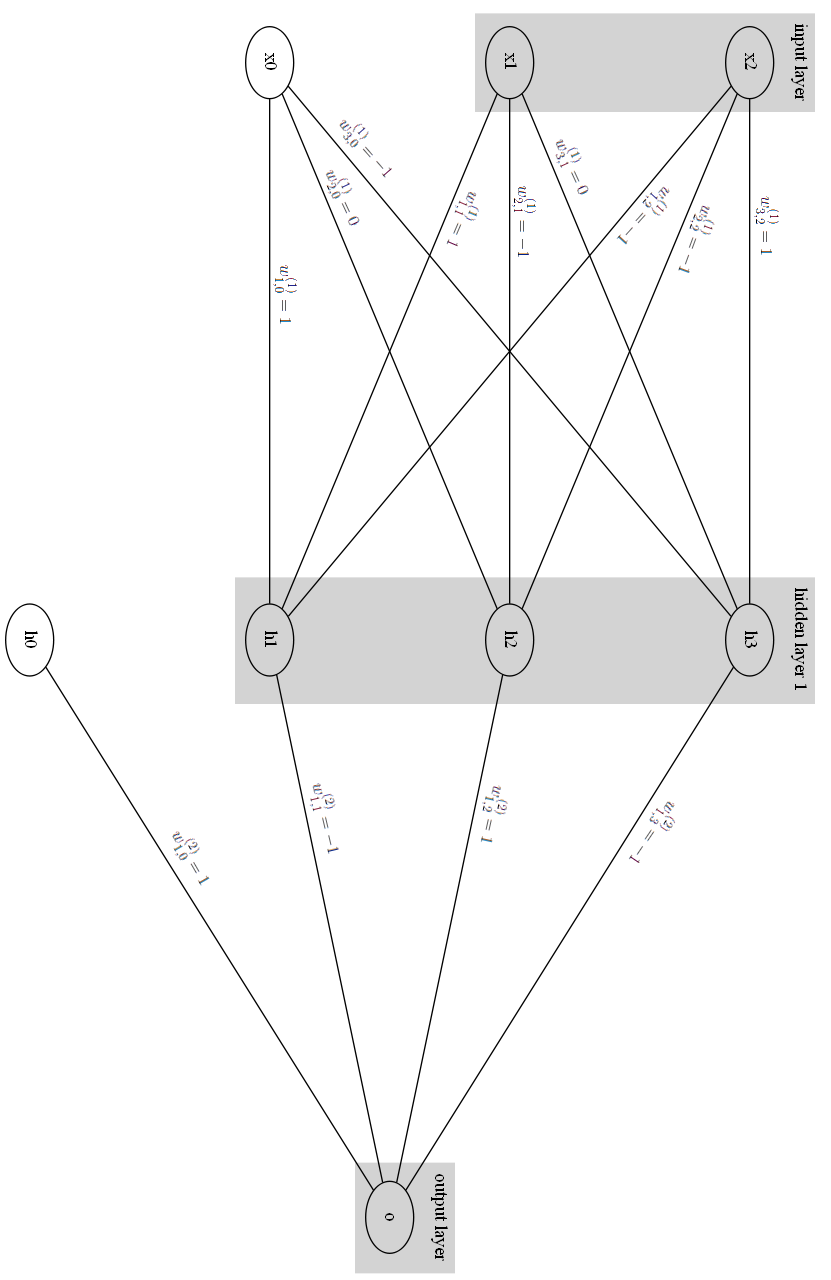 input layer
x2
x1
x0
w_{3,2}^{(1)} = 1
w_{2,2}^{(1)} = -1
w_{1,2}^{(1)} = -1
w_{3,1}^{(1)} = 0
w_{2,1}^{(1)} = -1
w_{1,1}^{(1)} = 1
w_{3,0}^{(1)} = -1
w_{2,0}^{(1)} = 0
w_{1,0}^{(1)} = 1
hidden layer 1
h3
h2
h1
h0
w_{1,3}^{(2)} = -1
w_{1,2}^{(2)} = 1
w_{1,1}^{(2)} = -1
w_{1,0}^{(2)} = 1
output layer
o